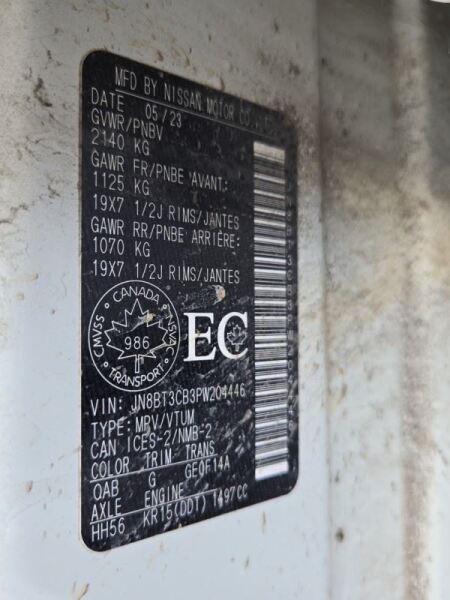 MFD BY NISSAN MOTOR CO.,
DATE 05/23
GVWR/PNBV
2140 KG
GAWR FR/PNBE AVANT:
1125 KG
19X7 1/2J RIMS/JANTES
GAWR RR/PNBE ARRIÈRE:
1070 KG
19X7 1/2J RIMS/JANTES
CANADA
CMVSS NSVAC
986
TRANSPORT
EC
VIN: JN8BT3CB3PW204446
TYPE: MPV/VTUM
CAN ICES-2/NMB-2
COLOR TRIM TRANS
QAB G GE0F14A
AXLE ENGINE
HH56 KR15(DDT) 1497CC